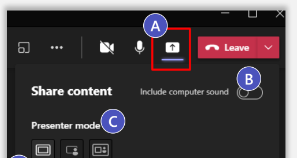 A
Leave
B
Share content Include computer sound
Presenter mode C